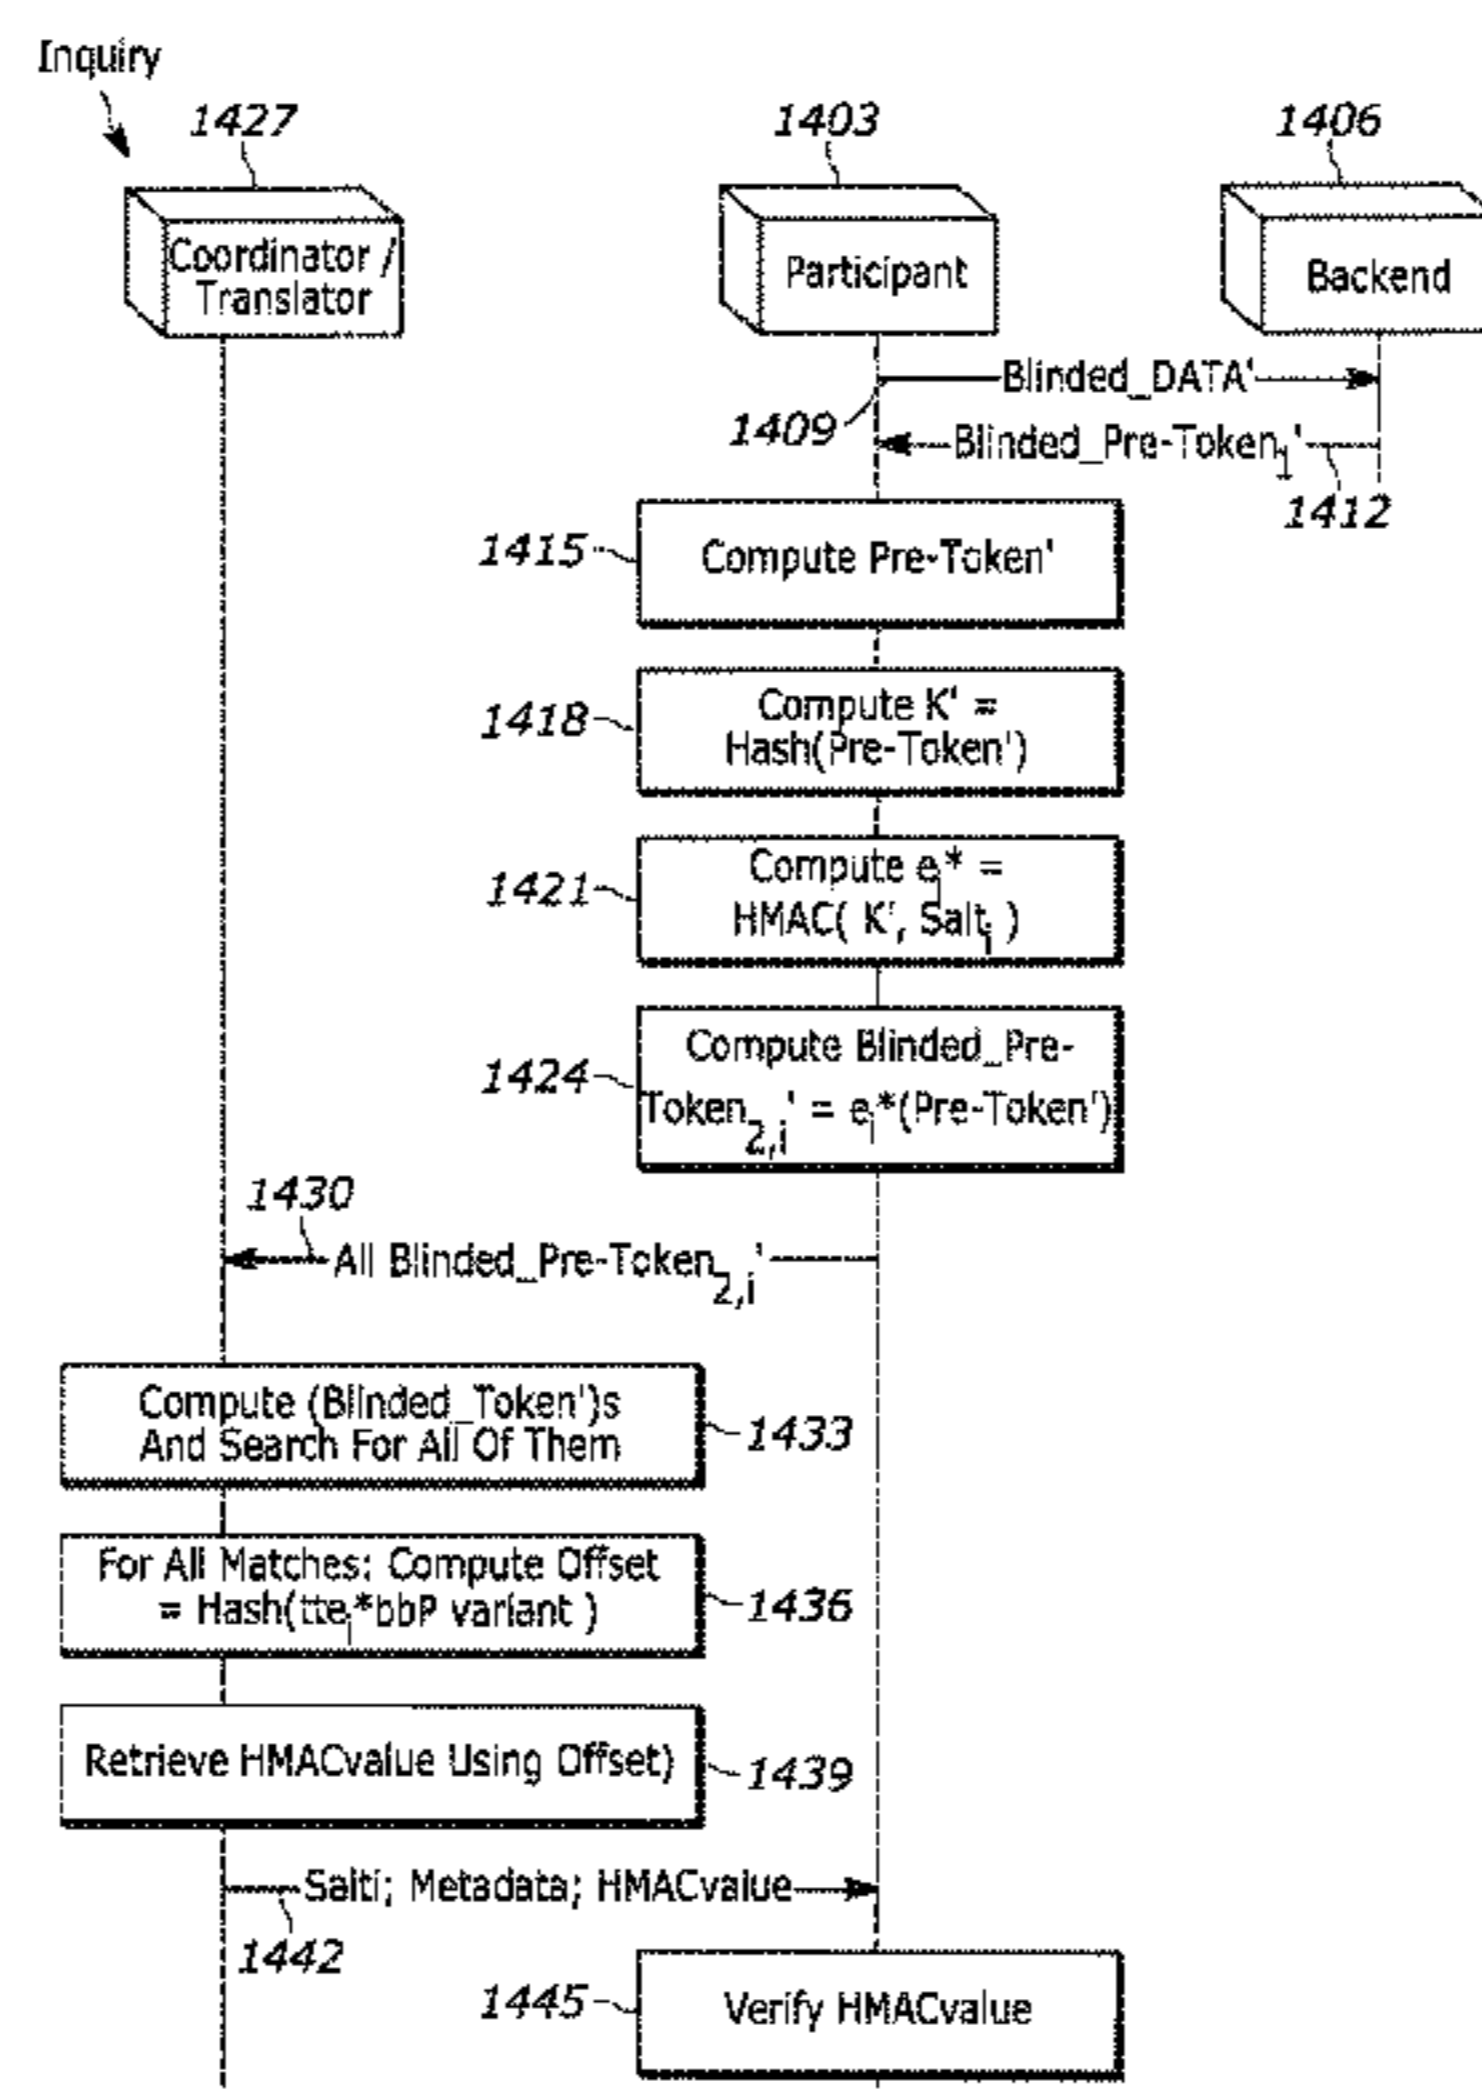 Inquiry
1427
1403
1406
Coordinator /
Translator
Participant
Backend
Blinded_DATA'
1409
Blinded_Pre-Token1'
1412
1415
Compute Pre-Token'
1418
Compute K' =
Hash(Pre-Token')
1421
Compute ei* =
HMAC( K', Salti )
1424
Compute Blinded_Pre-
Token2,i' = ei*(Pre-Token')
1430
All Blinded_Pre-Token2,i'
Compute (Blinded_Token')s
And Search For All Of Them
1433
For All Matches: Compute Offset
= Hash(ttei*bbP variant )
1436
Retrieve HMACvalue Using Offset)
1439
Salti; Metadata; HMACvalue
1442
1445
Verify HMACvalue